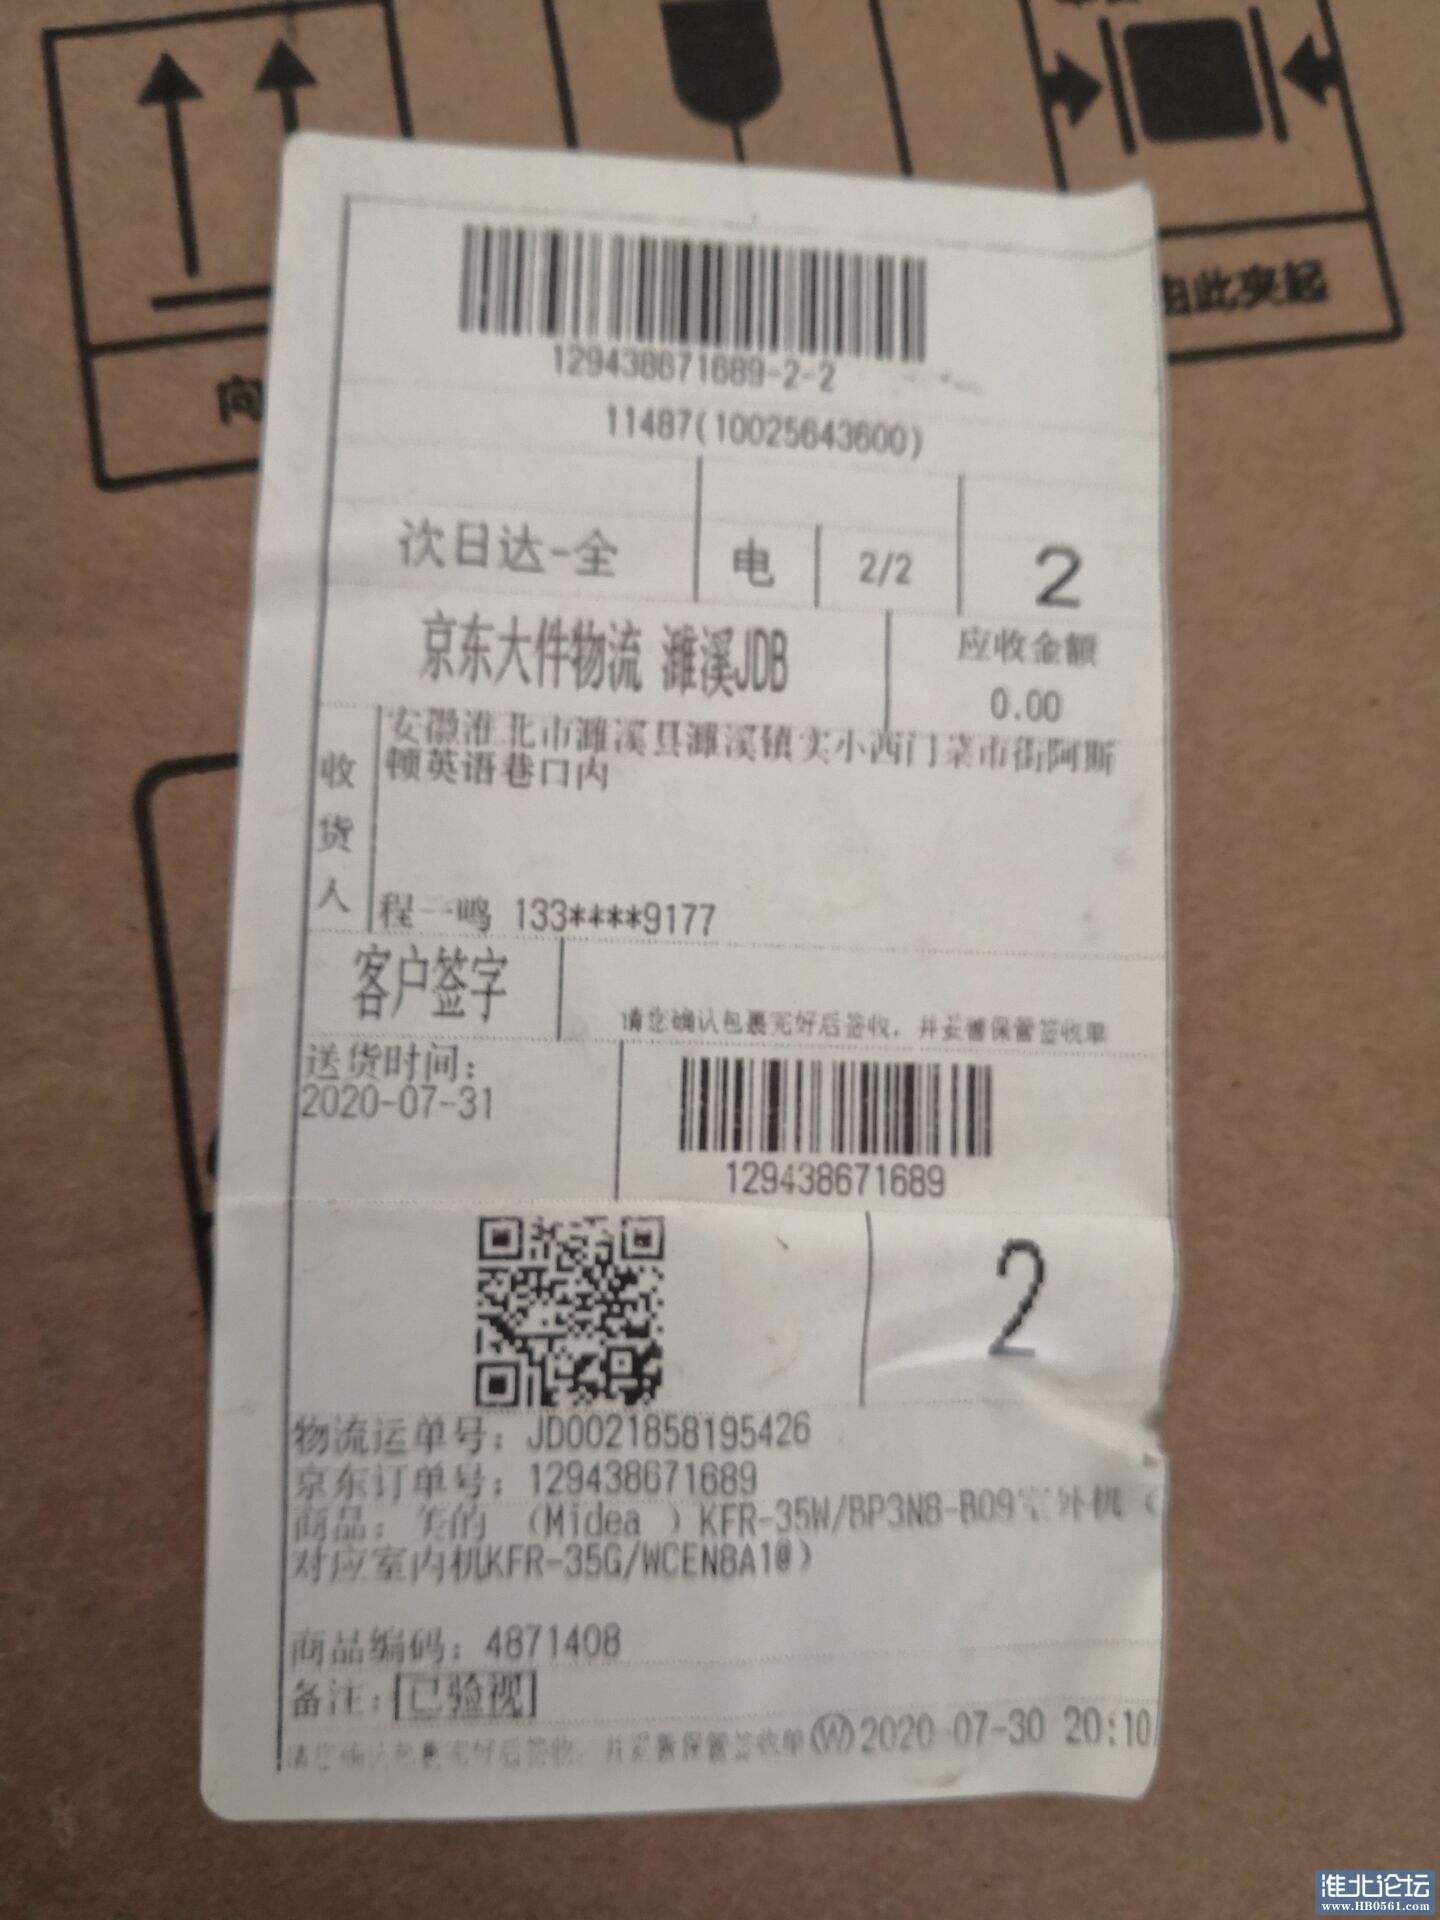 由此夹起
向
129438671689-2-2
11487(10025643600)
次日达-全
电
2/2
2
京东大件物流 濉溪JDB
应收金额
0.00
收货人
安徽淮北市濉溪县濉溪镇实小西门菜市街阿斯
顿英语巷口内
程一鸣 133****9177
客户签字
请您确认包裹完好后签收，并妥善保管签收单
送货时间：
2020-07-31
129438671689
2
物流运单号：JD0021858195426
京东订单号：129438671689
商品：美的 （Midea ）KFR-35W/BP3N8-B09室外机（
对应室内机KFR-35G/WCEN8A1@）
商品编码：4871408
备注：[已验视]
请您确认包裹完好后签收，并妥善保管签收单 W 2020-07-30 20:10
淮北论坛
www.HB0561.com